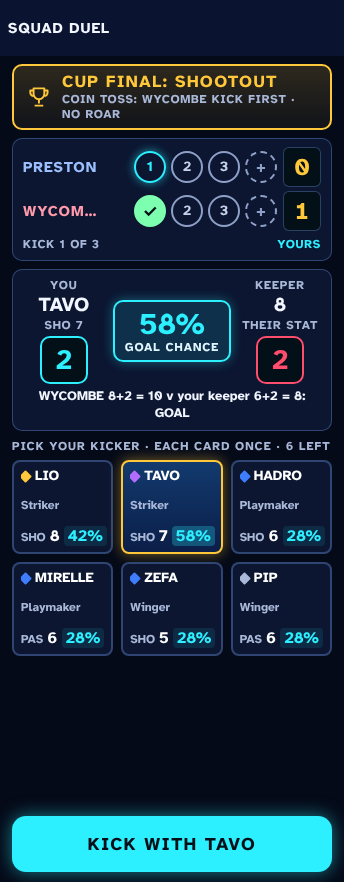 SQUAD DUEL
CUP FINAL: SHOOTOUT
COIN TOSS: WYCOMBE KICK FIRST ·
NO ROAR
PRESTON 1 2 3 + 0
WYCOM... ✓ 2 3 + 1
KICK 1 OF 3 YOURS
YOU
TAVO
SHO 7
2
58%
GOAL CHANCE
KEEPER
8
THEIR STAT
2
WYCOMBE 8+2 = 10 v your keeper 6+2 = 8:
GOAL
PICK YOUR KICKER · EACH CARD ONCE · 6 LEFT
LIO
Striker
SHO 8 42%
TAVO
Striker
SHO 7 58%
HADRO
Playmaker
SHO 6 28%
MIRELLE
Playmaker
PAS 6 28%
ZEFA
Winger
SHO 5 28%
PIP
Winger
PAS 6 28%
KICK WITH TAVO